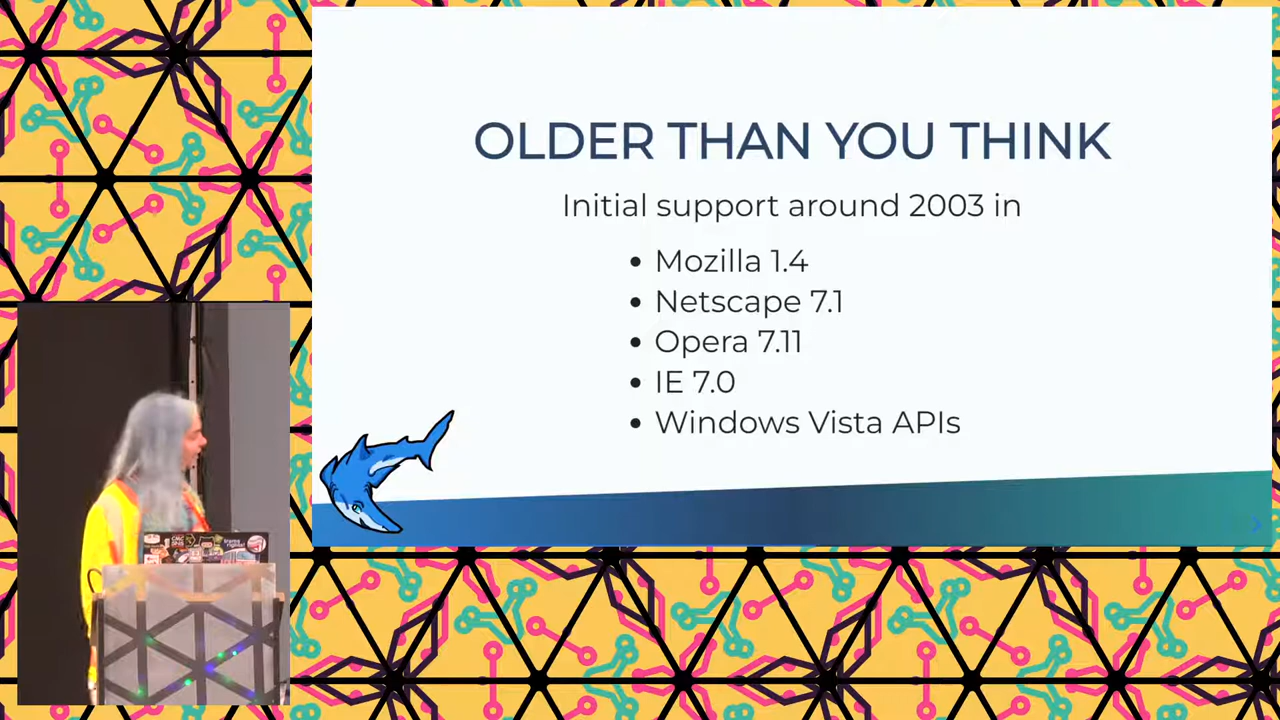 OLDER THAN YOU THINK
Initial support around 2003 in
Mozilla 1.4
Netscape 7.1
Opera 7.11
IE 7.0
Windows Vista APIs